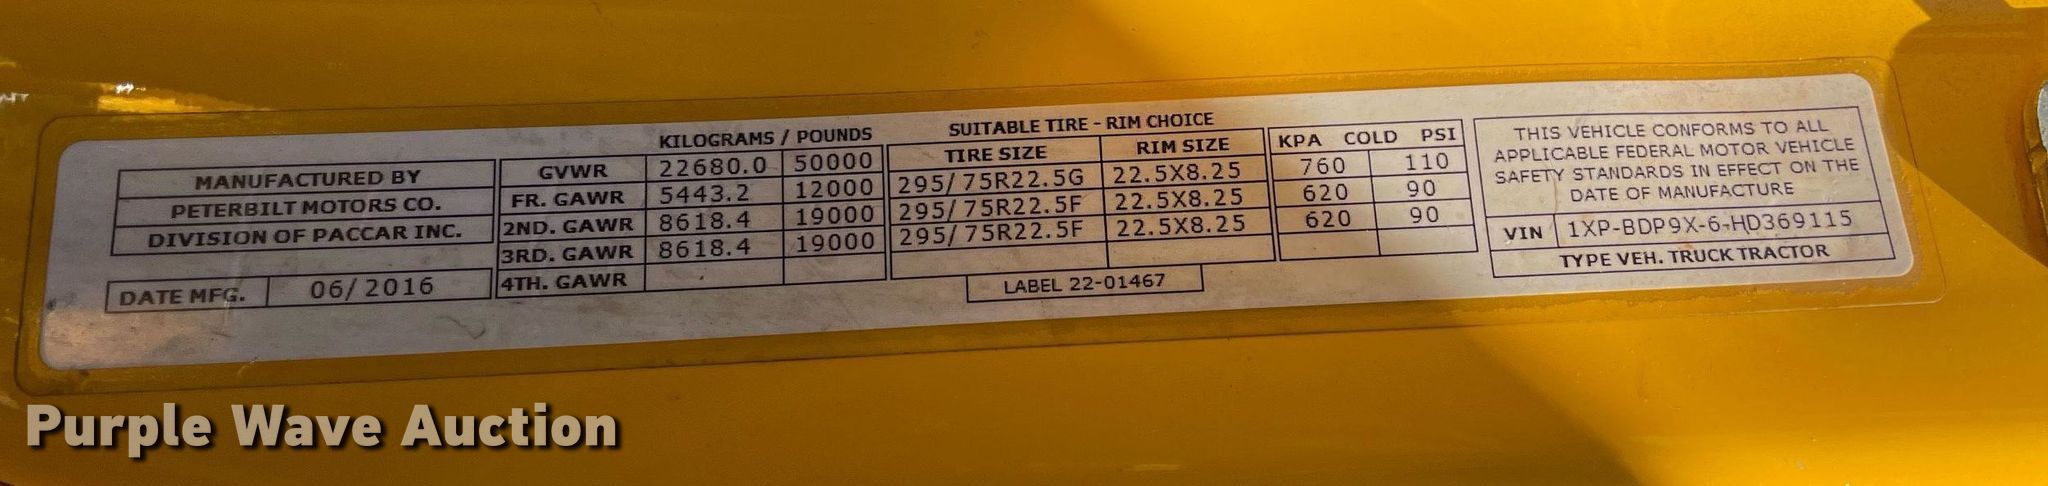 KILOGRAMS / POUNDS SUITABLE TIRE - RIM CHOICE
MANUFACTURED BY
PETERBILT MOTORS CO.
DIVISION OF PACCAR INC.
DATE MFG. 06/2016
GVWR 22680.0 50000
FR. GAWR 5443.2 12000
2ND. GAWR 8618.4 19000
3RD. GAWR 8618.4 19000
4TH. GAWR
TIRE SIZE RIM SIZE KPA COLD PSI
295/75R22.5G 22.5X8.25 760 110
295/75R22.5F 22.5X8.25 620 90
295/75R22.5F 22.5X8.25 620 90
LABEL 22-01467
THIS VEHICLE CONFORMS TO ALL
APPLICABLE FEDERAL MOTOR VEHICLE
SAFETY STANDARDS IN EFFECT ON THE
DATE OF MANUFACTURE
VIN 1XP-BDP9X-6-HD369115
TYPE VEH. TRUCK TRACTOR
Purple Wave Auction